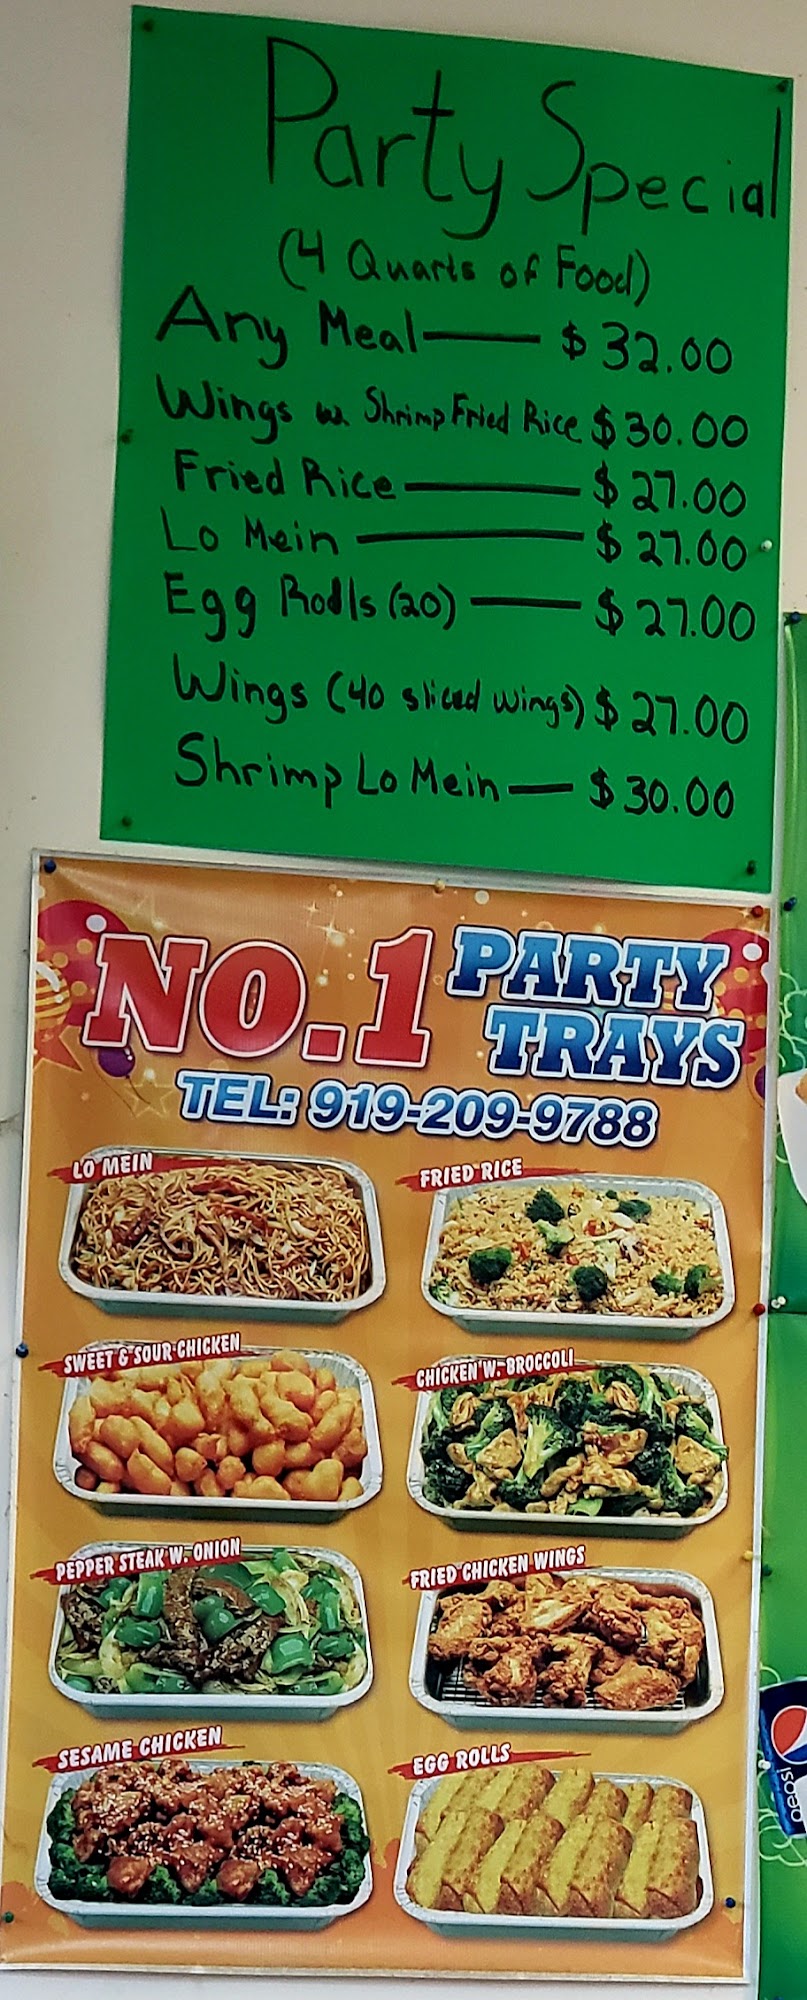 Party Special
(4 Quarts of Food)
Any Meal — $32.00
Wings w. Shrimp Fried Rice $30.00
Fried Rice — $27.00
Lo Mein — $27.00
Egg Rolls (20) — $27.00
Wings (40 sliced wings) $27.00
Shrimp Lo Mein — $30.00
NO.1 PARTY TRAYS
TEL: 919-209-9788
LO MEIN
FRIED RICE
SWEET & SOUR CHICKEN
CHICKEN W. BROCCOLI
PEPPER STEAK W. ONION
FRIED CHICKEN WINGS
SESAME CHICKEN
EGG ROLLS
pepsi